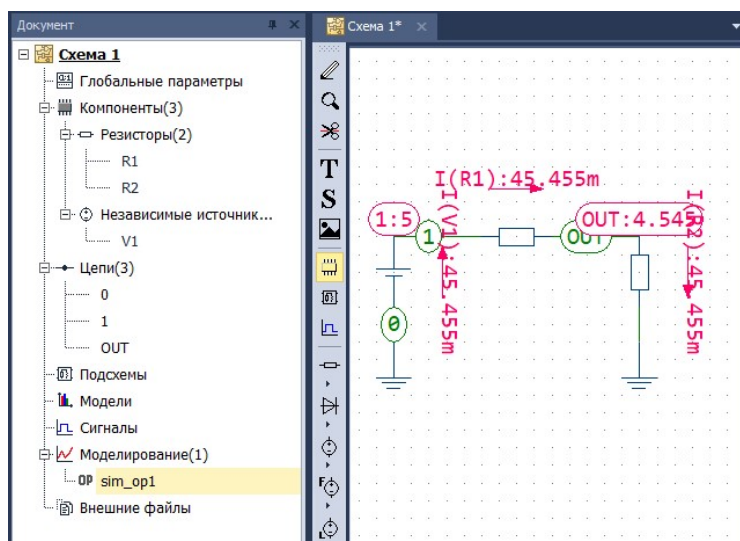 Документ
Схема 1
Глобальные параметры
Компоненты(3)
Резисторы(2)
R1
R2
Независимые источник...
V1
Цепи(3)
0
1
OUT
Подсхемы
Модели
Сигналы
Моделирование(1)
OP sim_op1
Внешние файлы
Схема 1*
T
S
F
L
I(R1):45.455m
1:5
1
I(V1):45.455m
OUT
OUT:4.545
I(R2):45.455m
0